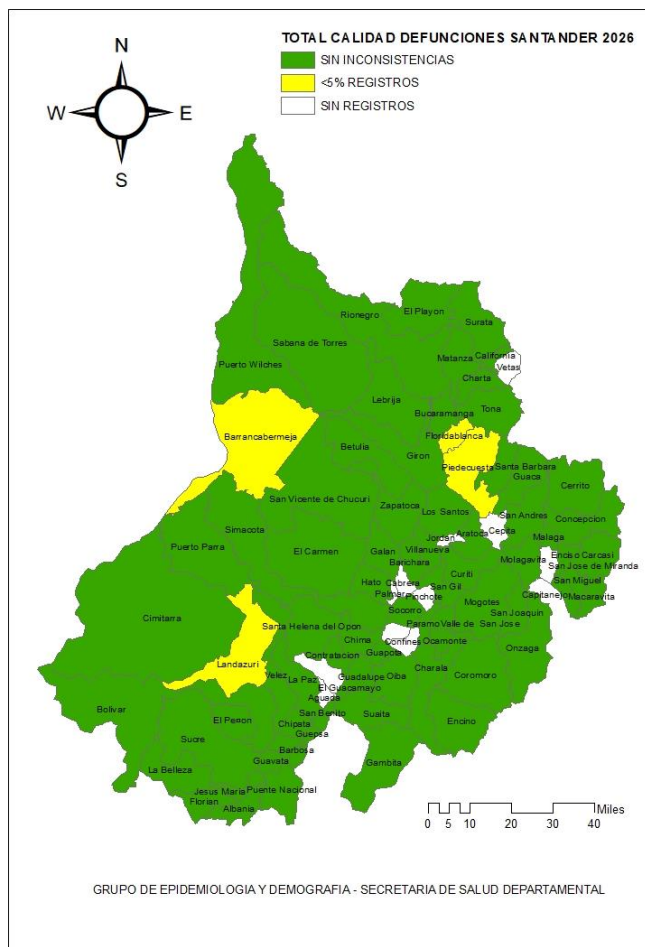 TOTAL CALIDAD DEFUNCIONES SANTANDER 2026
SIN INCONSISTENCIAS
<5% REGISTROS
SIN REGISTROS
N
W
E
S
Rionegro
El Playon
Surata
Sabana de Torres
Matanza
California
Vetas
Puerto Wilches
Charta
Lebrija
Bucaramanga
Tona
Barrancabermeja
Floridablanca
Betulia
Giron
Piedecuesta
Santa Barbara
Guaca
Cerrito
San Vicente de Chucuri
Zapatoca
Los Santos
San Andres
Concepcion
Simacota
Aratoca
Cepita
Jordan
Malaga
Puerto Parra
El Carmen
Galan
Villanueva
Molagavita
Enciso
Carcasi
Barichara
San Jose de Miranda
Curiti
San Miguel
Hato
Cabrera
San Gil
Palmar
Pinchote
Capitanejo
Macaravita
Mogotes
Socorro
San Joaquin
Cimitarra
Santa Helena del Opon
Paramo
Valle de San Jose
Chima
Confines
Ocamonte
Onzaga
Guapota
Contratacion
Landazuri
Velez
La Paz
Guadalupe
Oiba
Charala
Coromoro
El Guacamayo
Aguada
Bolivar
San Benito
Suaita
El Penon
Chipata
Encino
Guepsa
Sucre
Barbosa
Guavata
Gambita
La Belleza
Jesus Maria
Puente Nacional
Florian
Albania
Miles
0 5 10 20 30 40
GRUPO DE EPIDEMIOLOGIA Y DEMOGRAFIA - SECRETARIA DE SALUD DEPARTAMENTAL